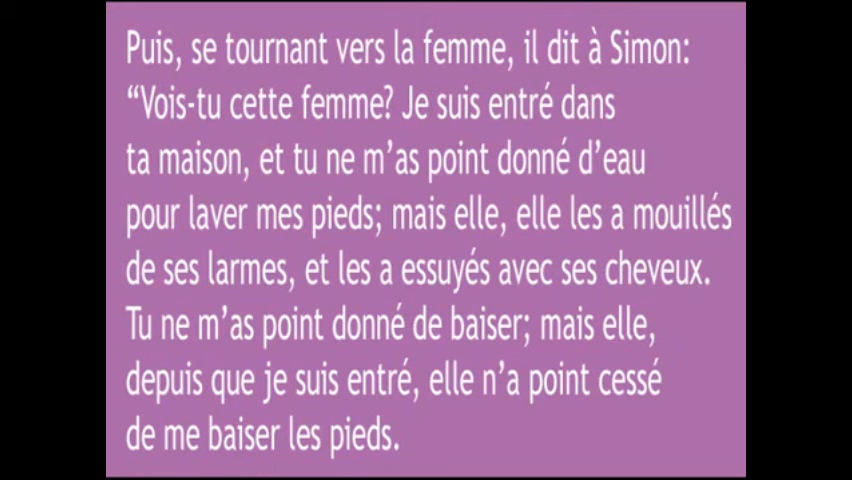 Puis, se tournant vers la femme, il dit à Simon:
“Vois-tu cette femme? Je suis entré dans
ta maison, et tu ne m’as point donné d’eau
pour laver mes pieds; mais elle, elle les a mouillés
de ses larmes, et les a essuyés avec ses cheveux.
Tu ne m’as point donné de baiser; mais elle,
depuis que je suis entré, elle n’a point cessé
de me baiser les pieds.